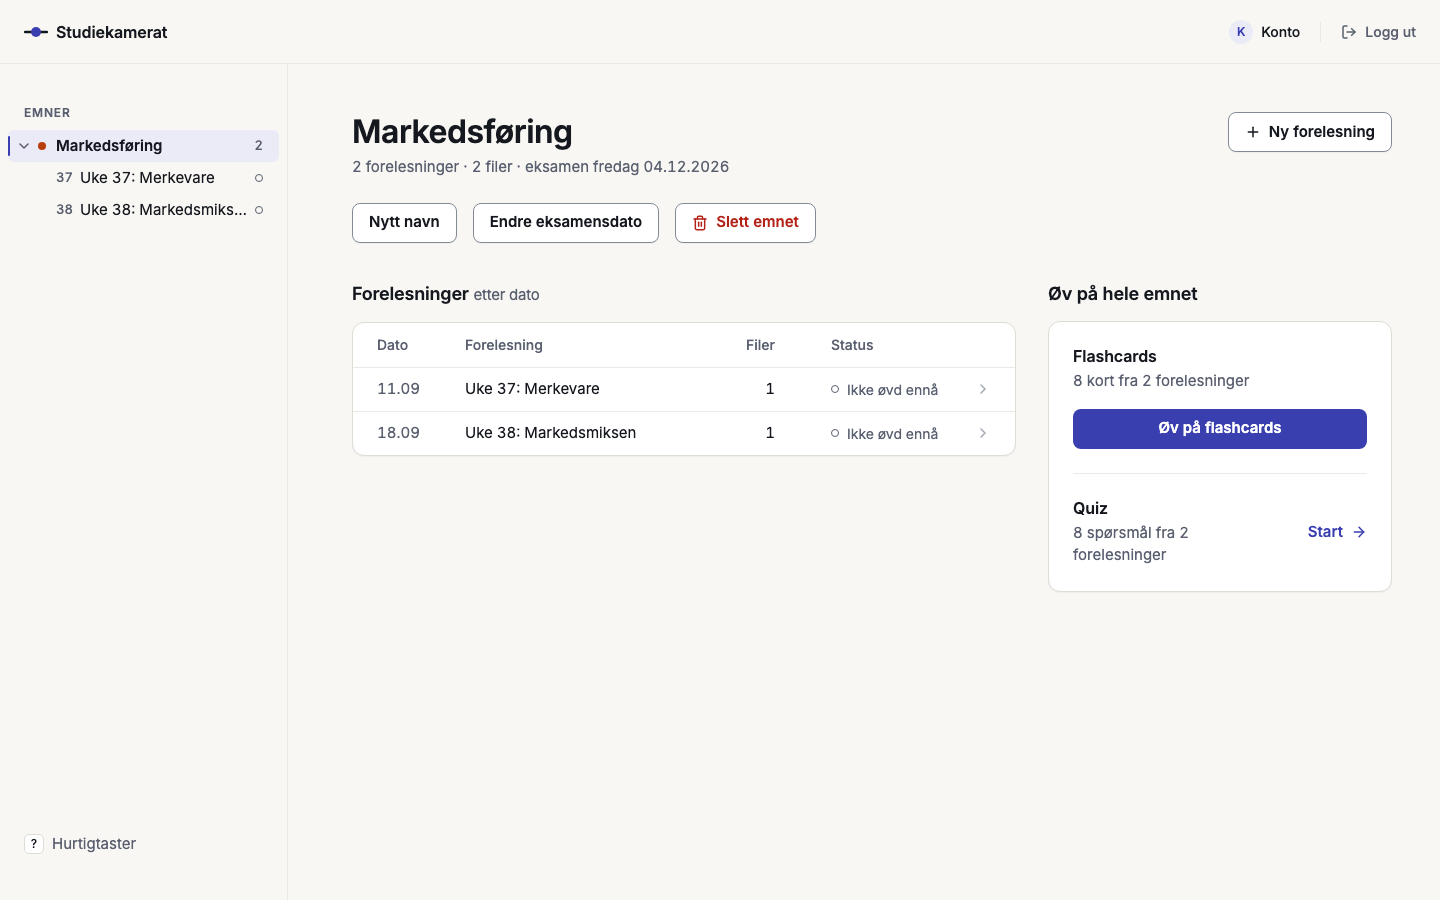 Studiekamerat
K Konto
Logg ut
EMNER
Markedsføring 2
37 Uke 37: Merkevare
38 Uke 38: Markedsmiks...
? Hurtigtaster
Markedsføring
2 forelesninger · 2 filer · eksamen fredag 04.12.2026
Ny forelesning
Nytt navn
Endre eksamensdato
Slett emnet
Forelesninger etter dato
Dato Forelesning Filer Status
11.09 Uke 37: Merkevare 1 Ikke øvd ennå
18.09 Uke 38: Markedsmiksen 1 Ikke øvd ennå
Øv på hele emnet
Flashcards
8 kort fra 2 forelesninger
Øv på flashcards
Quiz
8 spørsmål fra 2
forelesninger
Start